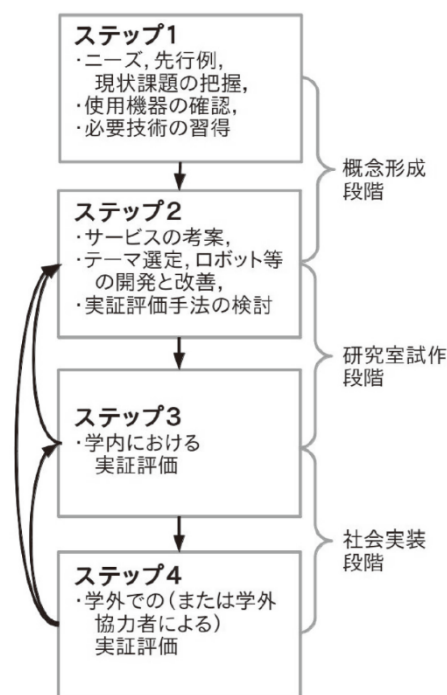 ステップ1
・ニーズ,先行例,
現状課題の把握,
・使用機器の確認,
・必要技術の習得
概念形成
段階
ステップ2
・サービスの考案,
・テーマ選定,ロボット等
の開発と改善,
・実証評価手法の検討
研究室試作
段階
ステップ3
・学内における
実証評価
社会実装
段階
ステップ4
・学外での(または学外
協力者による)
実証評価